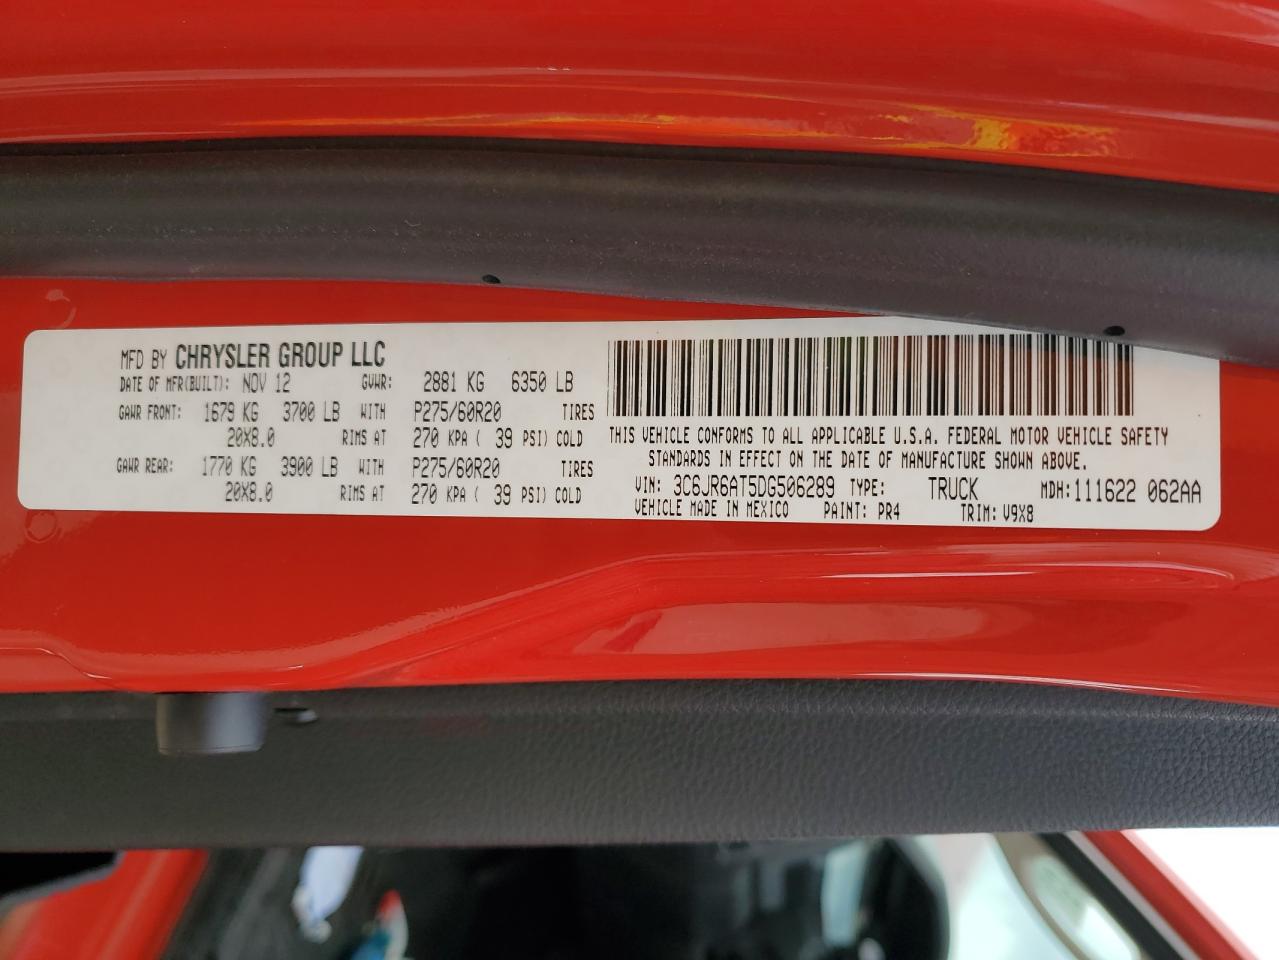 MFD BY CHRYSLER GROUP LLC
DATE OF MFR(BUILT): NOV 12 GVWR: 2881 KG 6350 LB
GAWR FRONT: 1679 KG 3700 LB WITH P275/60R20 TIRES
20X8.0 RIMS AT 270 KPA ( 39 PSI) COLD
GAWR REAR: 1770 KG 3900 LB WITH P275/60R20 TIRES
20X8.0 RIMS AT 270 KPA ( 39 PSI) COLD
THIS VEHICLE CONFORMS TO ALL APPLICABLE U.S.A. FEDERAL MOTOR VEHICLE SAFETY
STANDARDS IN EFFECT ON THE DATE OF MANUFACTURE SHOWN ABOVE.
VIN: 3C6JR6AT5DG506289 TYPE: TRUCK MDH:111622 062AA
VEHICLE MADE IN MEXICO PAINT: PR4 TRIM: V9X8